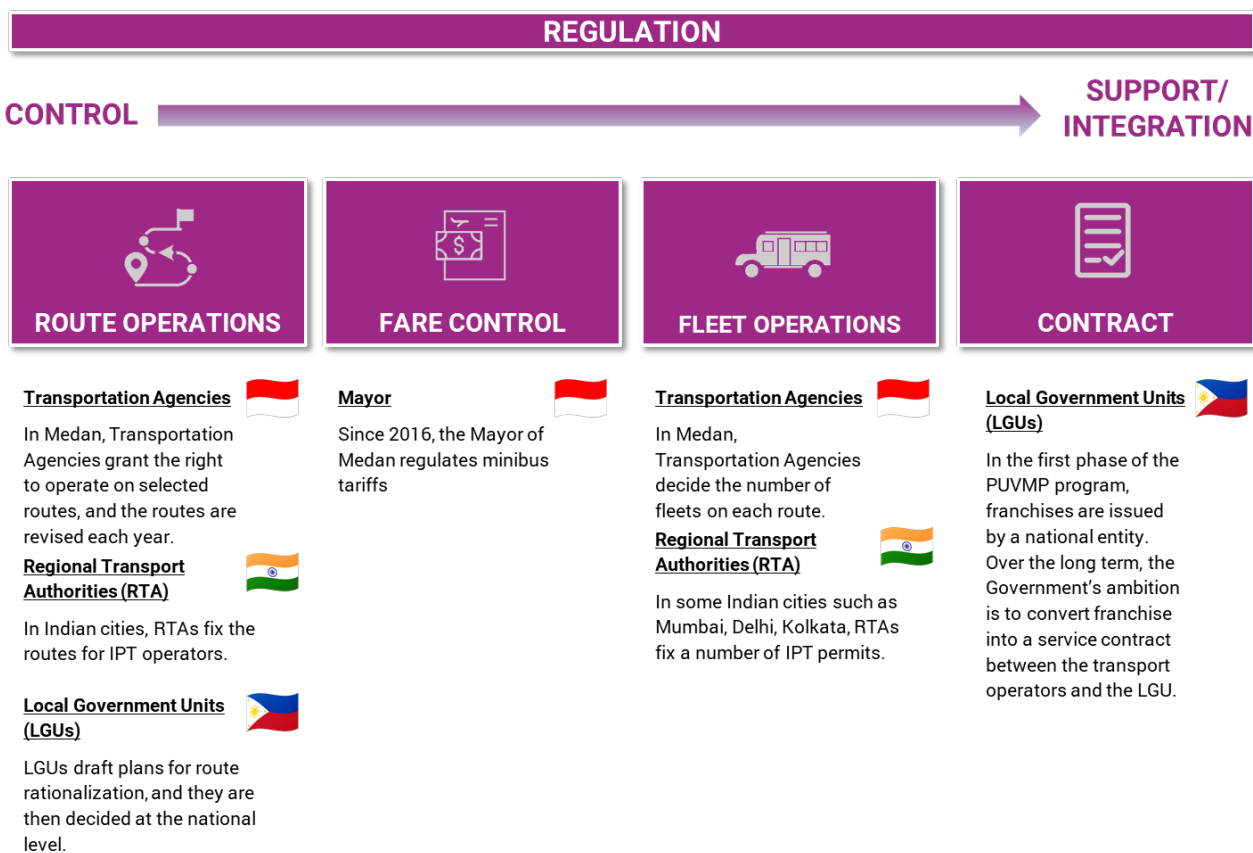 REGULATION
CONTROL
SUPPORT/
INTEGRATION
ROUTE OPERATIONS
FARE CONTROL
FLEET OPERATIONS
CONTRACT
Transportation Agencies
In Medan, Transportation
Agencies grant the right
to operate on selected
routes, and the routes are
revised each year.
Regional Transport
Authorities (RTA)
In Indian cities, RTAs fix the
routes for IPT operators.
Local Government Units
(LGUs)
LGUs draft plans for route
rationalization, and they are
then decided at the national
level.
Mayor
Since 2016, the Mayor of
Medan regulates minibus
tariffs
Transportation Agencies
In Medan,
Transportation Agencies
decide the number of
fleets on each route.
Regional Transport
Authorities (RTA)
In some Indian cities such as
Mumbai, Delhi, Kolkata, RTAs
fix a number of IPT permits.
Local Government Units
(LGUs)
In the first phase of the
PUVMP program,
franchises are issued
by a national entity.
Over the long term, the
Government’s ambition
is to convert franchise
into a service contract
between the transport
operators and the LGU.